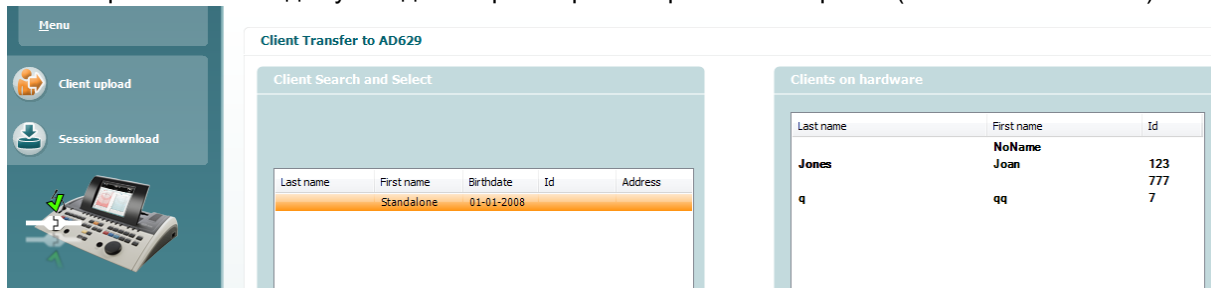 Menu
Client upload
Session download
Client Transfer to AD629
Client Search and Select
Last name First name Birthdate Id Address
Standalone 01-01-2008
Clients on hardware
Last name First name Id
NoName
Jones Joan 123
777
q qq 7